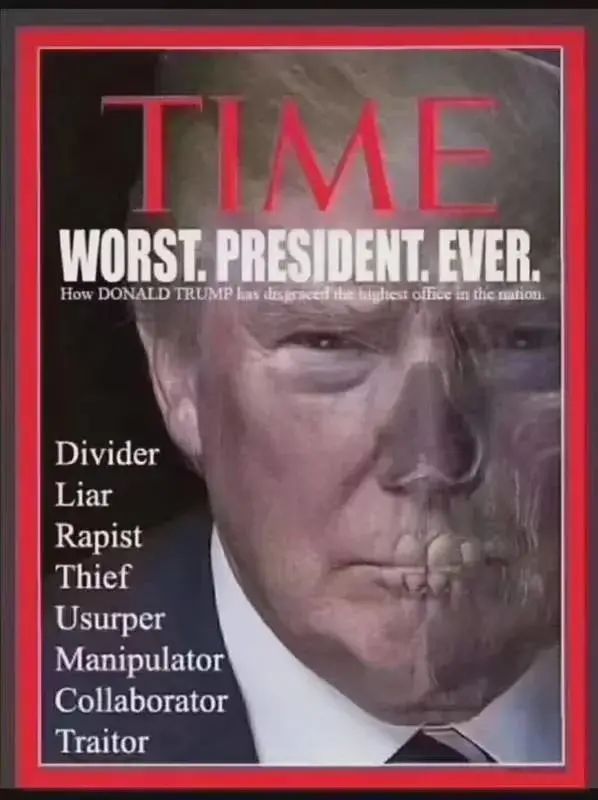 TIME
WORST. PRESIDENT. EVER.
How DONALD TRUMP has disgraced the highest office in the nation.
Divider
Liar
Rapist
Thief
Usurper
Manipulator
Collaborator
Traitor